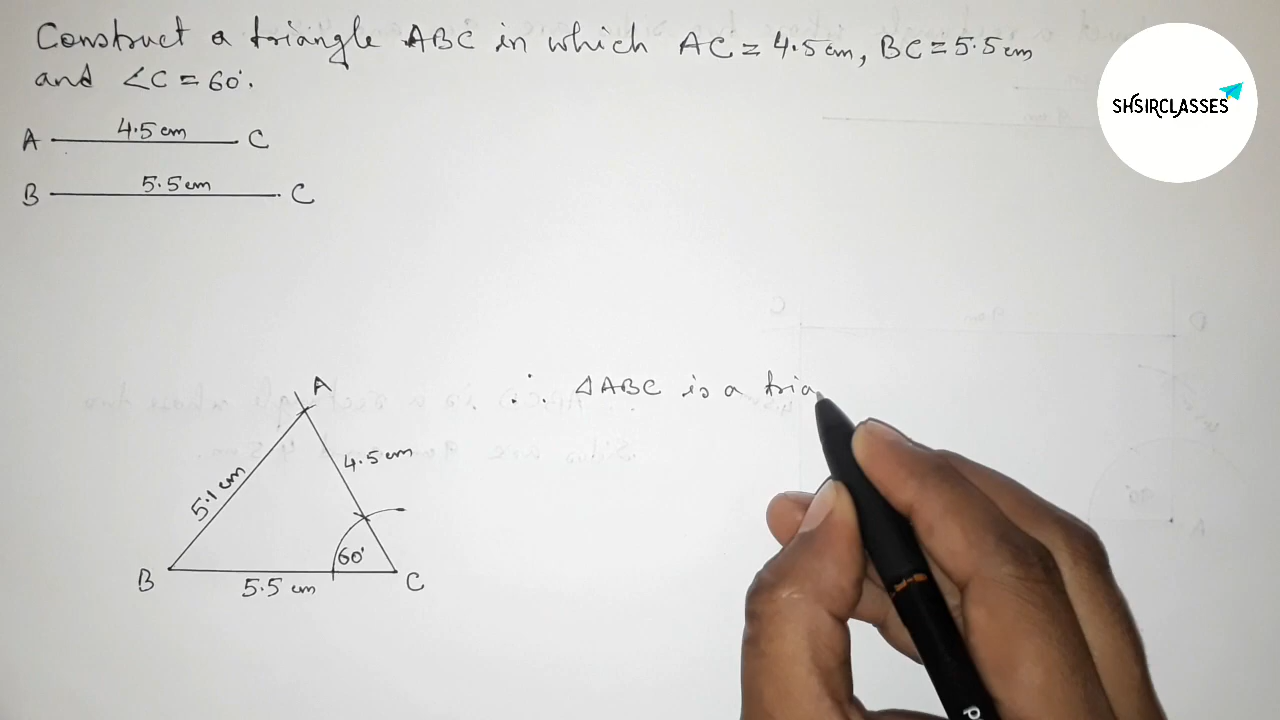 Construct a triangle ABC in which AC = 4.5 cm, BC = 5.5 cm
and ∠C = 60°.
SHSIRCLASSES
A 4.5 cm C
B 5.5 cm C
A
∴ △ABC is a tria
4.5 cm
5.1 cm
60°
B 5.5 cm C